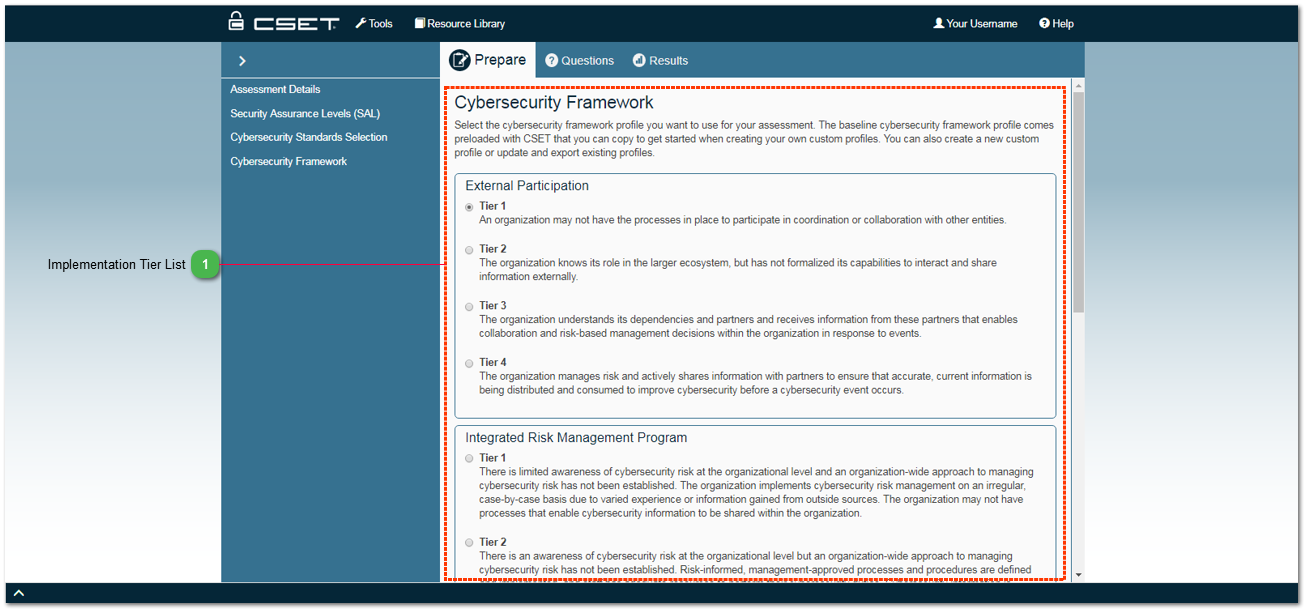 CSET Tools Resource Library Your Username Help
Prepare Questions Results
Assessment Details
Security Assurance Levels (SAL)
Cybersecurity Standards Selection
Cybersecurity Framework
Implementation Tier List 1
Cybersecurity Framework
Select the cybersecurity framework profile you want to use for your assessment. The baseline cybersecurity framework profile comes
preloaded with CSET that you can copy to get started when creating your own custom profiles. You can also create a new custom
profile or update and export existing profiles.
External Participation
Tier 1
An organization may not have the processes in place to participate in coordination or collaboration with other entities.
Tier 2
The organization knows its role in the larger ecosystem, but has not formalized its capabilities to interact and share
information externally.
Tier 3
The organization understands its dependencies and partners and receives information from these partners that enables
collaboration and risk-based management decisions within the organization in response to events.
Tier 4
The organization manages risk and actively shares information with partners to ensure that accurate, current information is
being distributed and consumed to improve cybersecurity before a cybersecurity event occurs.
Integrated Risk Management Program
Tier 1
There is limited awareness of cybersecurity risk at the organizational level and an organization-wide approach to managing
cybersecurity risk has not been established. The organization implements cybersecurity risk management on an irregular,
case-by-case basis due to varied experience or information gained from outside sources. The organization may not have
processes that enable cybersecurity information to be shared within the organization.
Tier 2
There is an awareness of cybersecurity risk at the organizational level but an organization-wide approach to managing
cybersecurity risk has not been established. Risk-informed, management-approved processes and procedures are defined